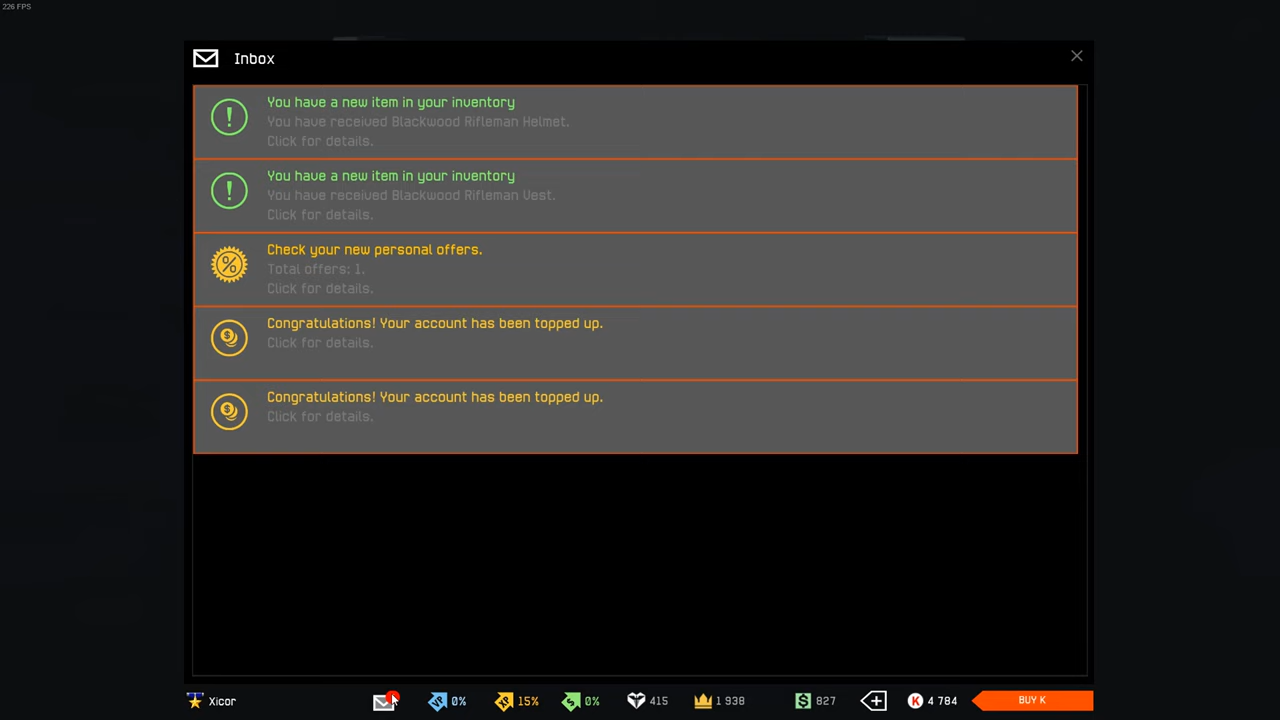 226 FPS
Inbox
You have a new item in your inventory
You have received Blackwood Rifleman Helmet.
Click for details.
You have a new item in your inventory
You have received Blackwood Rifleman Vest.
Click for details.
Check your new personal offers.
Total offers: 1.
Click for details.
Congratulations! Your account has been topped up.
Click for details.
Congratulations! Your account has been topped up.
Click for details.
Xicor 0% 15% 0% 415 1 938 827 K 4 784 BUY K